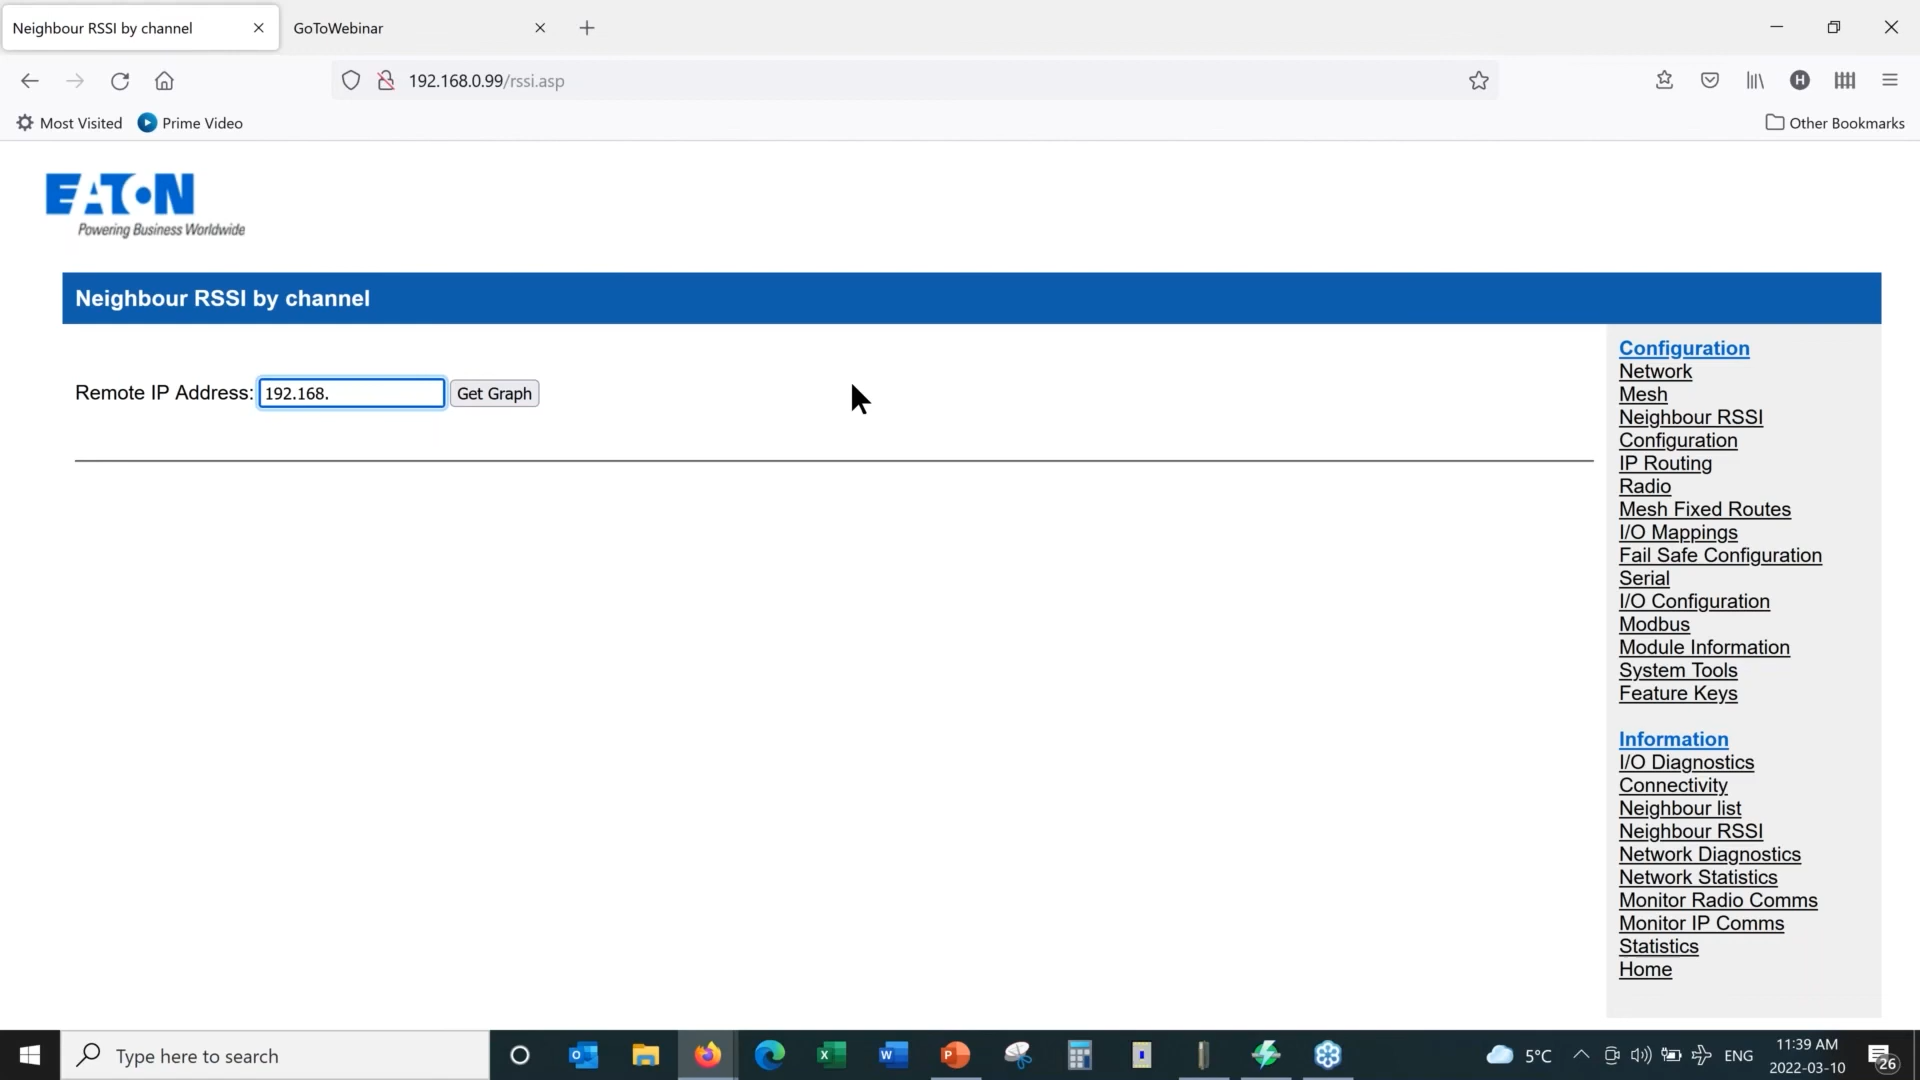 Neighbour RSSI by channel
GoToWebinar
192.168.0.99/rssi.asp
H
Most Visited
Prime Video
Other Bookmarks
EATON
Powering Business Worldwide
Neighbour RSSI by channel
Remote IP Address: 192.168. Get Graph
Configuration
Network
Mesh
Neighbour RSSI
Configuration
IP Routing
Radio
Mesh Fixed Routes
I/O Mappings
Fail Safe Configuration
Serial
I/O Configuration
Modbus
Module Information
System Tools
Feature Keys
Information
I/O Diagnostics
Connectivity
Neighbour list
Neighbour RSSI
Network Diagnostics
Network Statistics
Monitor Radio Comms
Monitor IP Comms
Statistics
Home
Type here to search
5°C
ENG
11:39 AM
2022-03-10
26